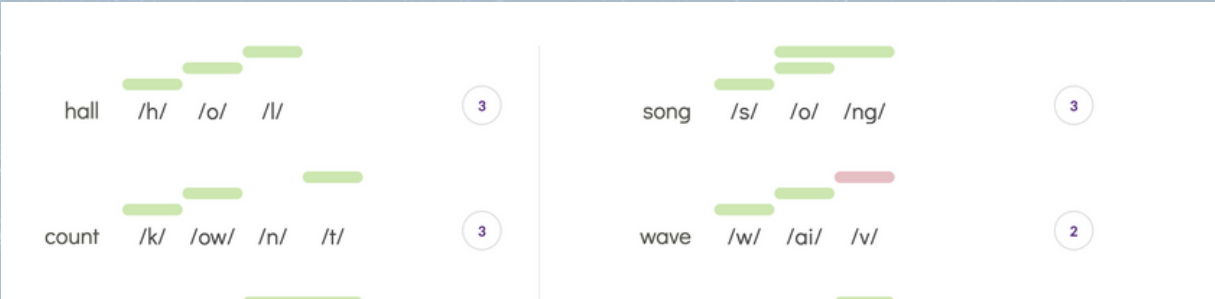 hall /h/ /o/ /l/ 3
song /s/ /o/ /ng/ 3
count /k/ /ow/ /n/ /t/ 3
wave /w/ /ai/ /v/ 2